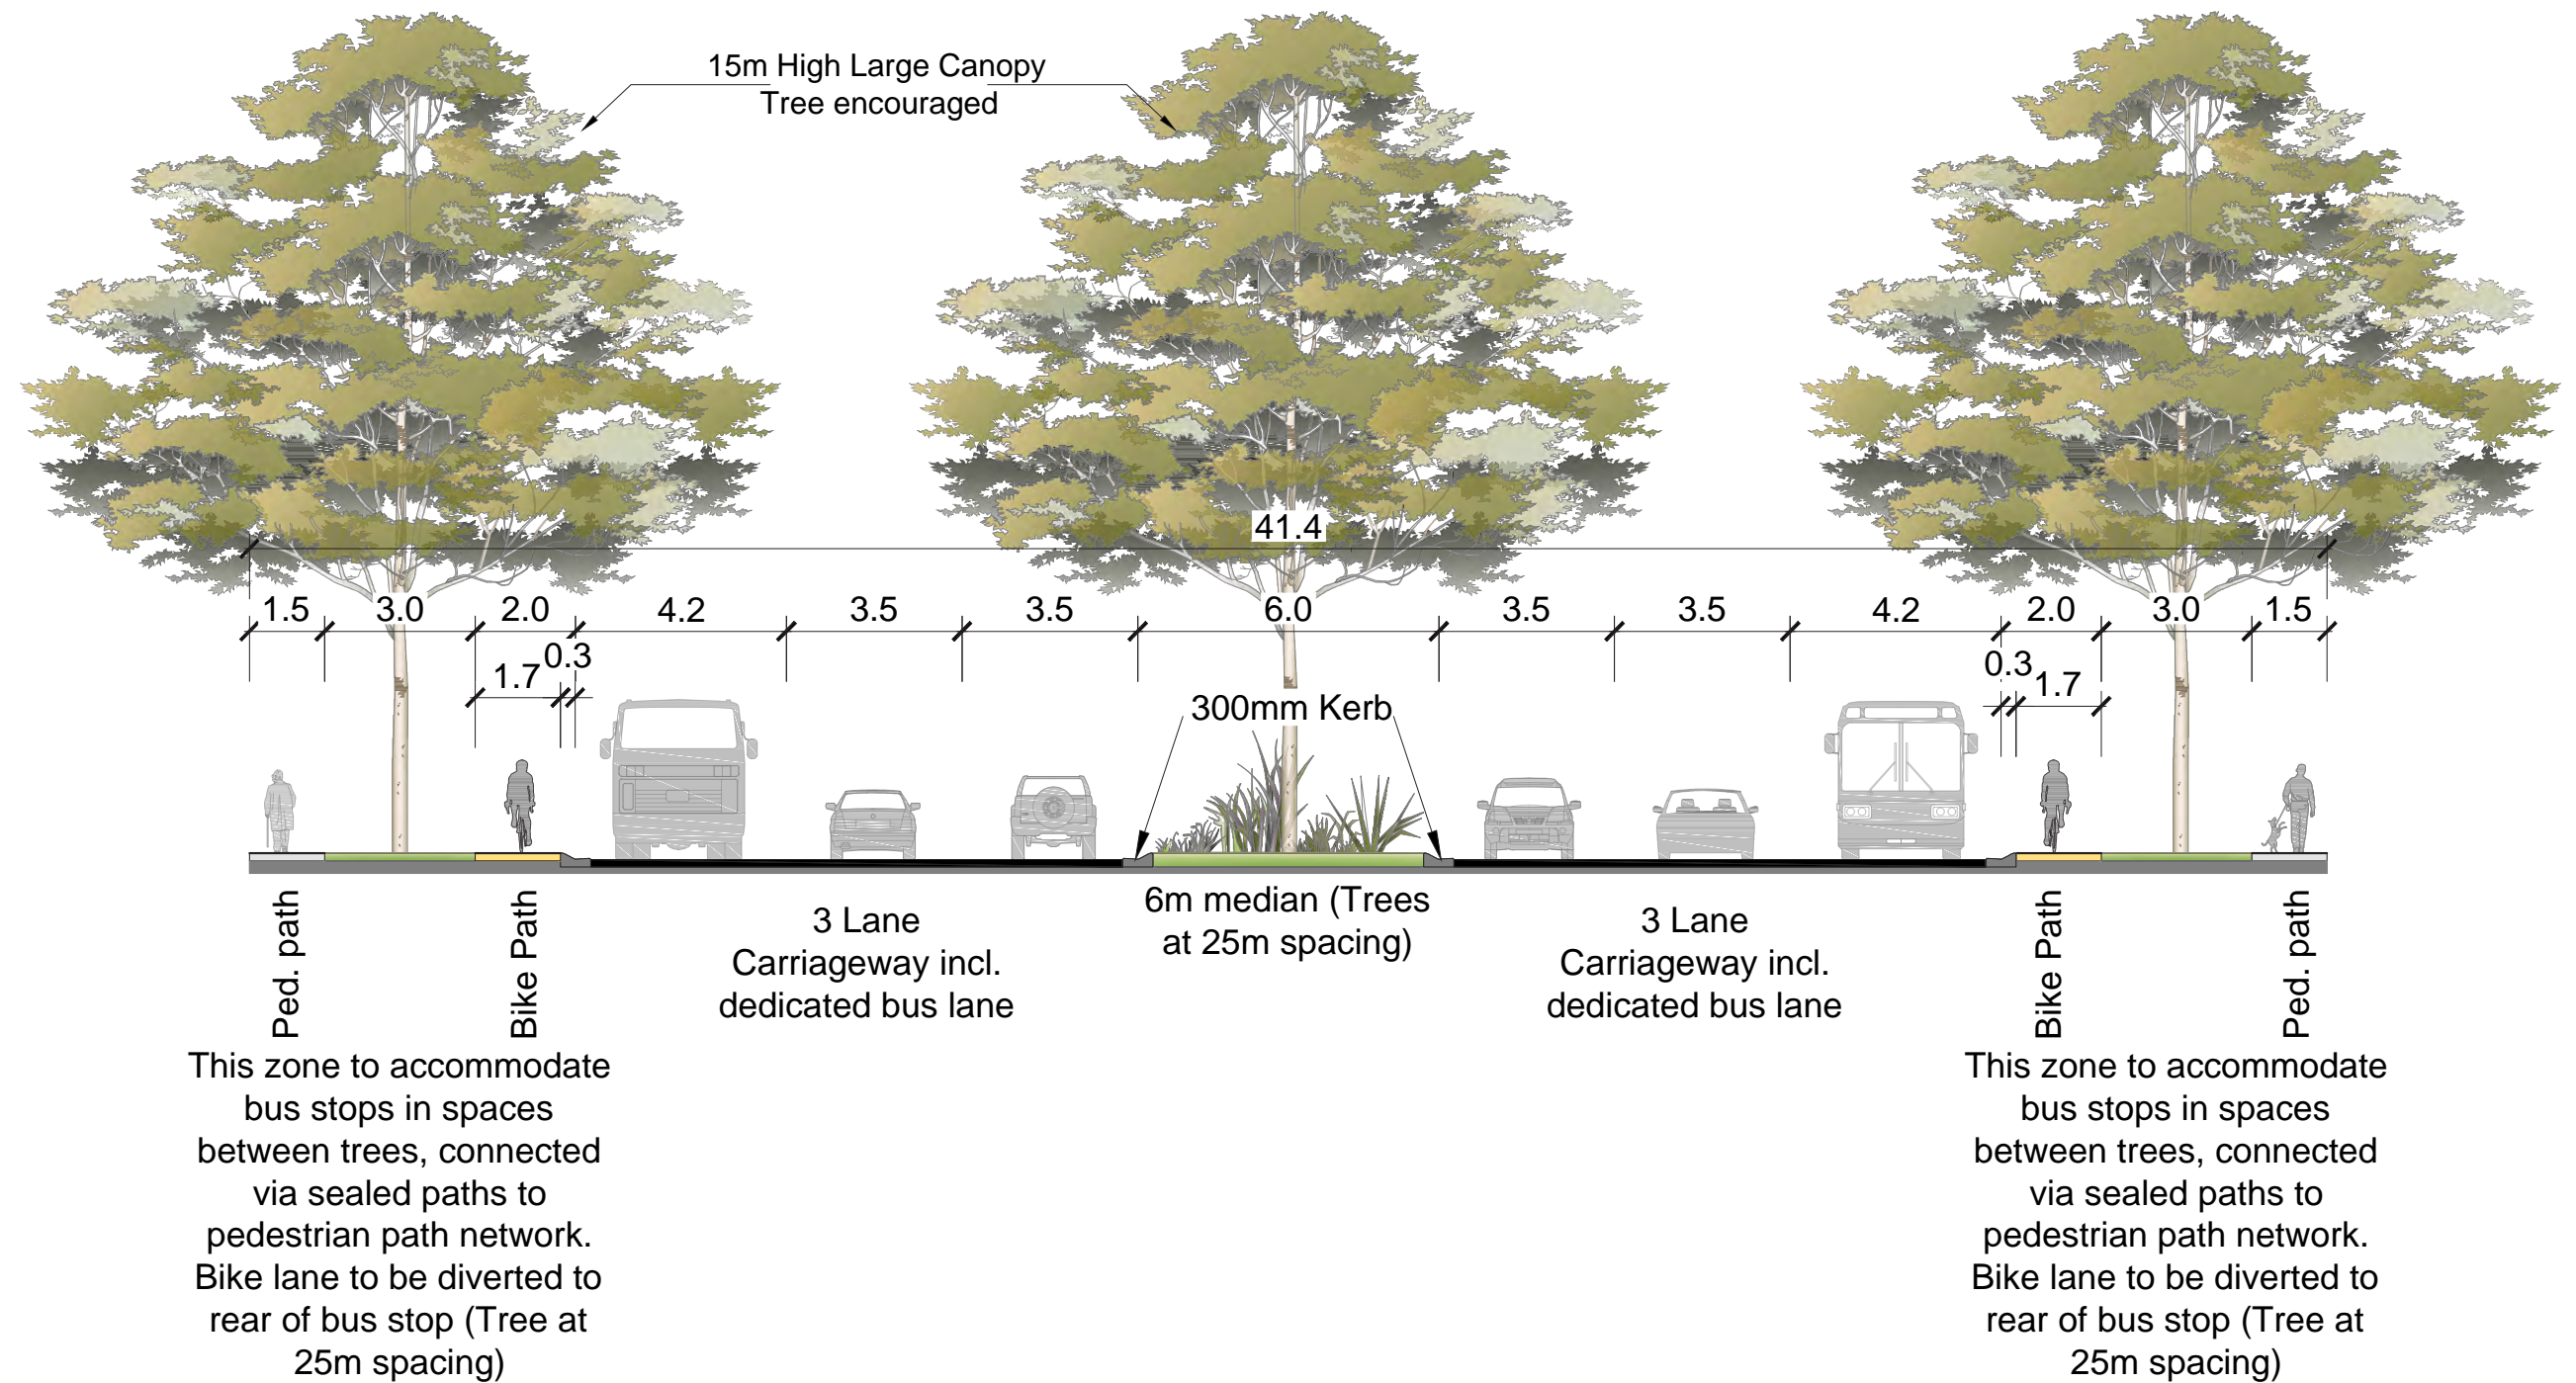 15m High Large Canopy
Tree encouraged
41.4
1.5 3.0 2.0 4.2 3.5 3.5 6.0 3.5 3.5 4.2 2.0 3.0 1.5
0.3 0.3
1.7 1.7
300mm Kerb
Ped. path
Bike Path
3 Lane
Carriageway incl.
dedicated bus lane
6m median (Trees
at 25m spacing)
3 Lane
Carriageway incl.
dedicated bus lane
Bike Path
Ped. path
This zone to accommodate
bus stops in spaces
between trees, connected
via sealed paths to
pedestrian path network.
Bike lane to be diverted to
rear of bus stop (Tree at
25m spacing)
This zone to accommodate
bus stops in spaces
between trees, connected
via sealed paths to
pedestrian path network.
Bike lane to be diverted to
rear of bus stop (Tree at
25m spacing)